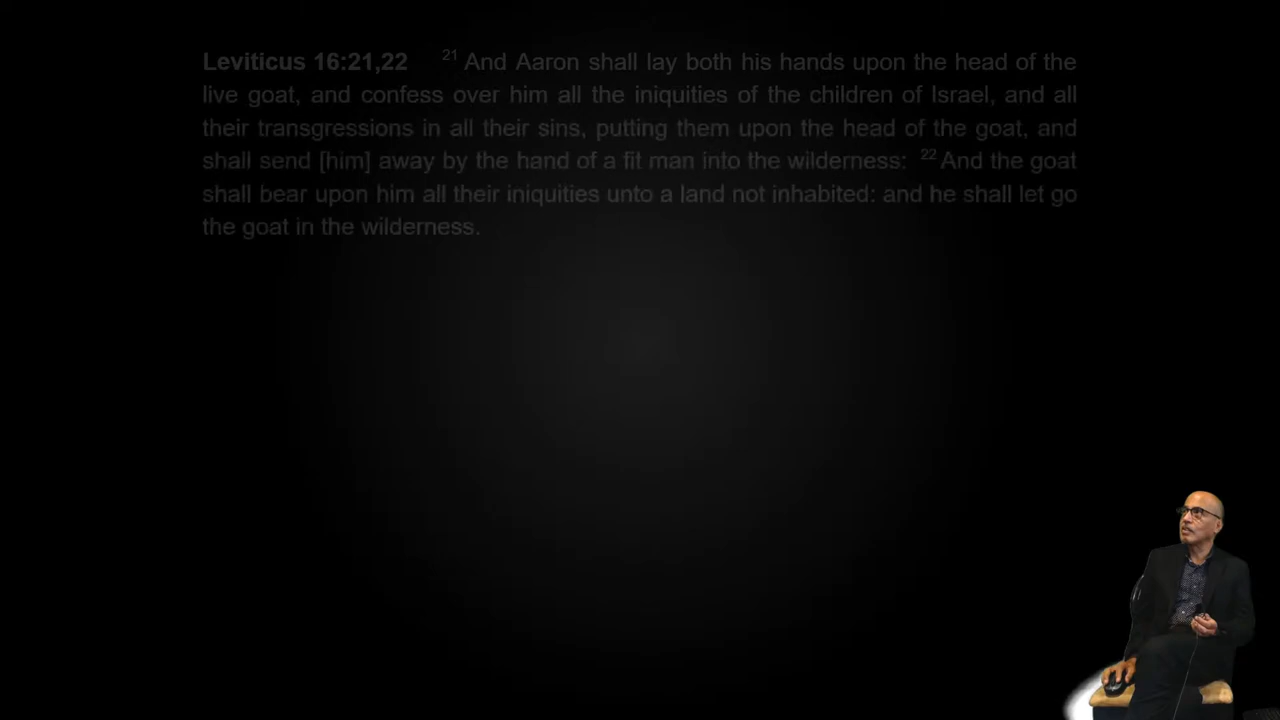 Leviticus 16:21,22 21 And Aaron shall lay both his hands upon the head of the
live goat, and confess over him all the iniquities of the children of Israel, and all
their transgressions in all their sins, putting them upon the head of the goat, and
shall send [him] away by the hand of a fit man into the wilderness: 22 And the goat
shall bear upon him all their iniquities unto a land not inhabited: and he shall let go
the goat in the wilderness.